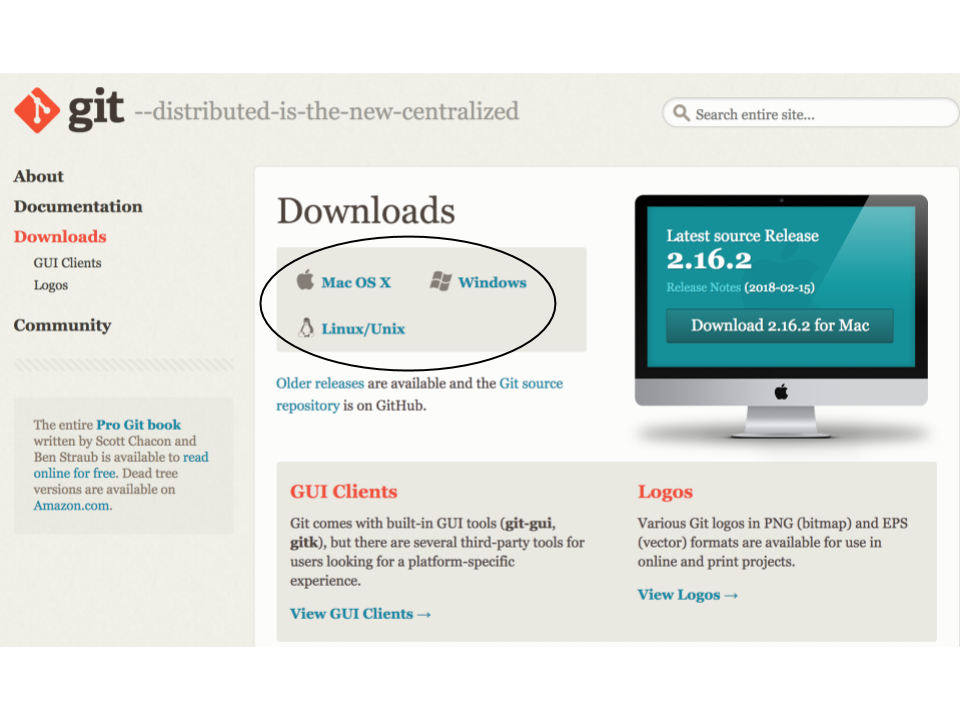 git --distributed-is-the-new-centralized
Search entire site...
About
Documentation
Downloads
GUI Clients
Logos
Community
The entire Pro Git book
written by Scott Chacon and
Ben Straub is available to read
online for free. Dead tree
versions are available on
Amazon.com.
Downloads
Mac OS X
Windows
Linux/Unix
Older releases are available and the Git source
repository is on GitHub.
Latest source Release
2.16.2
Release Notes (2018-02-15)
Download 2.16.2 for Mac
GUI Clients
Git comes with built-in GUI tools (git-gui,
gitk), but there are several third-party tools for
users looking for a platform-specific
experience.
View GUI Clients →
Logos
Various Git logos in PNG (bitmap) and EPS
(vector) formats are available for use in
online and print projects.
View Logos →